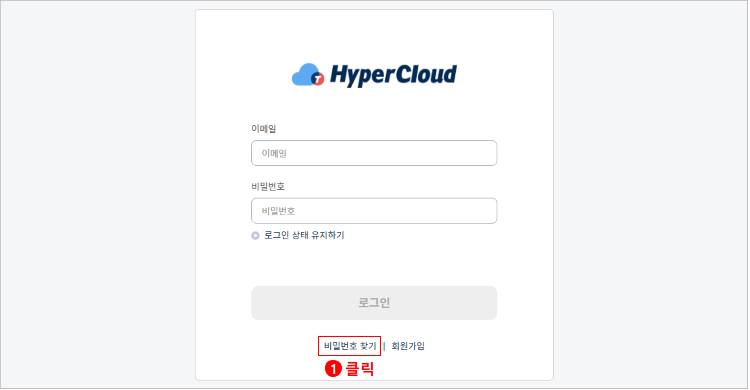 T HyperCloud
이메일
이메일
비밀번호
비밀번호
로그인 상태 유지하기
로그인
비밀번호 찾기 | 회원가입
1 클릭